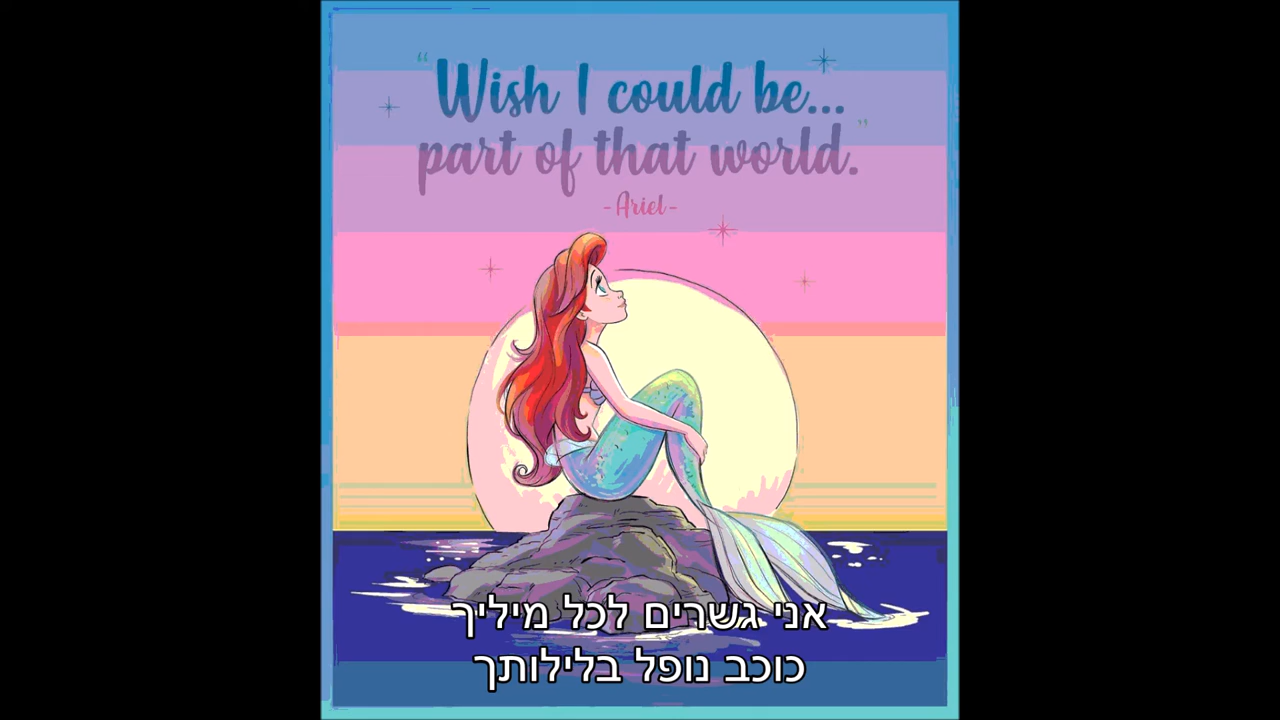 “Wish I could be...
part of that world.”
-Ariel-
אני גשרים לכל מיליך
כוכב נופל בלילותך